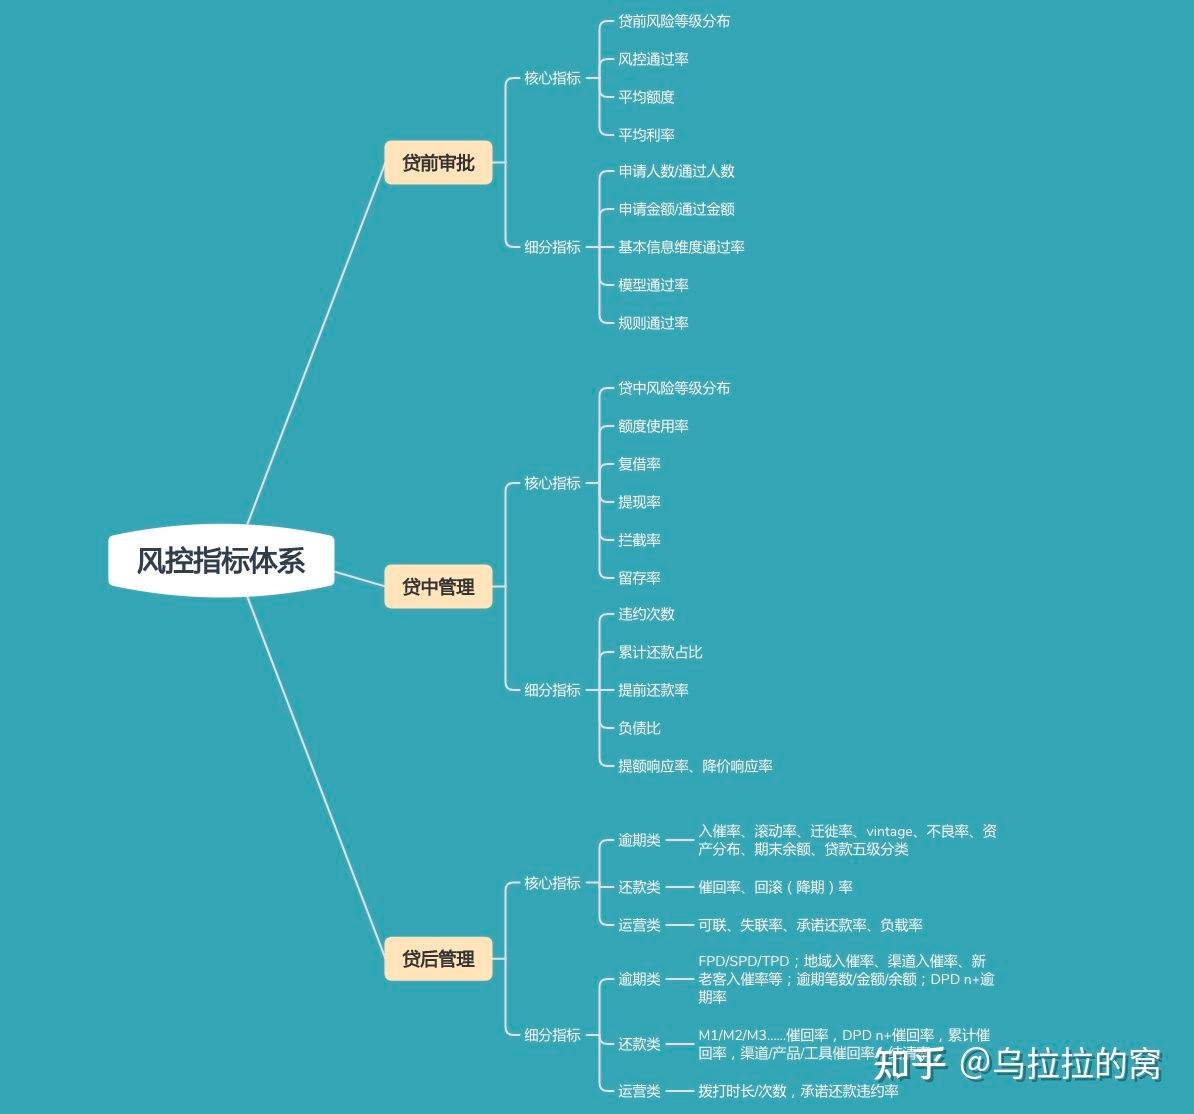 风控指标体系
贷前审批
核心指标
贷前风险等级分布
风控通过率
平均额度
平均利率
细分指标
申请人数/通过人数
申请金额/通过金额
基本信息维度通过率
模型通过率
规则通过率
贷中管理
核心指标
贷中风险等级分布
额度使用率
复借率
提现率
拦截率
留存率
细分指标
违约次数
累计还款占比
提前还款率
负债比
提额响应率、降价响应率
贷后管理
核心指标
逾期类
入催率、滚动率、迁徙率、vintage、不良率、资
产分布、期末余额、贷款五级分类
还款类
催回率、回滚（降期）率
运营类
可联、失联率、承诺还款率、负载率
细分指标
逾期类
FPD/SPD/TPD；地域入催率、渠道入催率、新
老客入催率等；逾期笔数/金额/余额；DPD n+逾
期率
还款类
M1/M2/M3......催回率，DPD n+催回率，累计催
回率，渠道/产品/工具催回率
运营类
拨打时长/次数，承诺还款违约率
知乎 @乌拉拉的窝